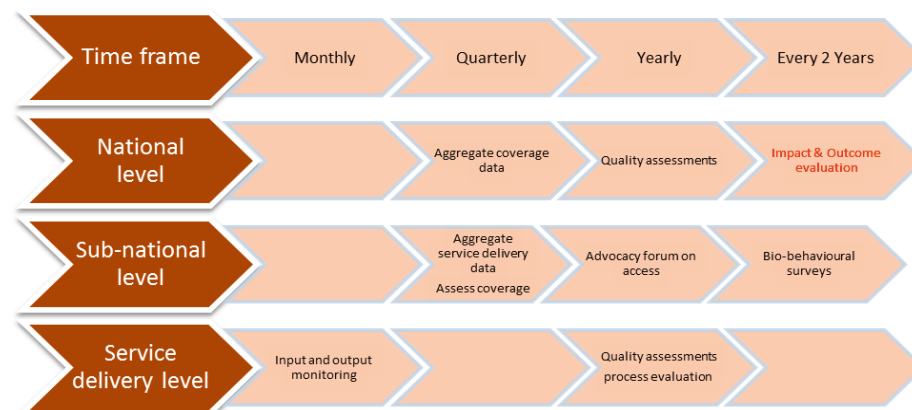 Time frame
Monthly
Quarterly
Yearly
Every 2 Years
National
level
Aggregate coverage
data
Quality assessments
Impact & Outcome
evaluation
Sub-national
level
Aggregate
service delivery
data
Assess coverage
Advocacy forum on
access
Bio-behavioural
surveys
Service
delivery level
Input and output
monitoring
Quality assessments
process evaluation